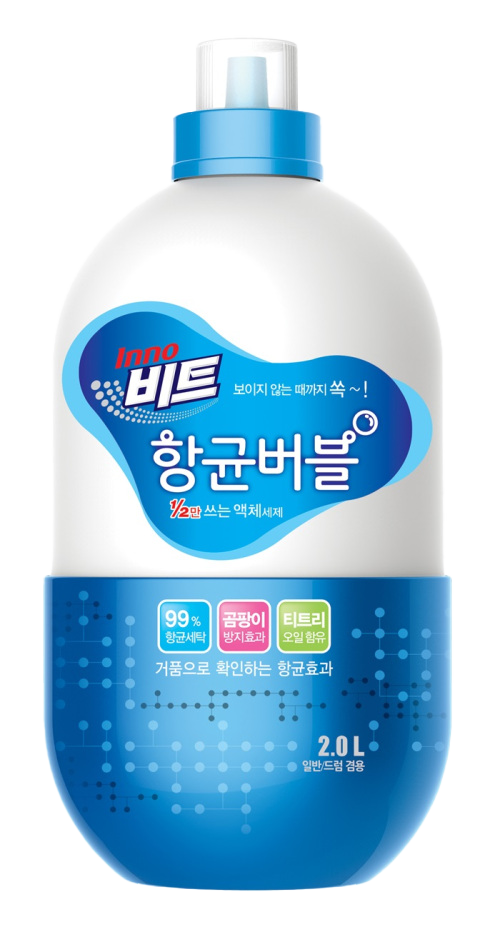 Inno
비트
보이지 않는 때까지 쏙~!
항균버블
1/2만 쓰는 액체세제
99%
항균세탁
곰팡이
방지효과
티트리
오일 함유
거품으로 확인하는 항균효과
2.0 L
일반/드럼 겸용